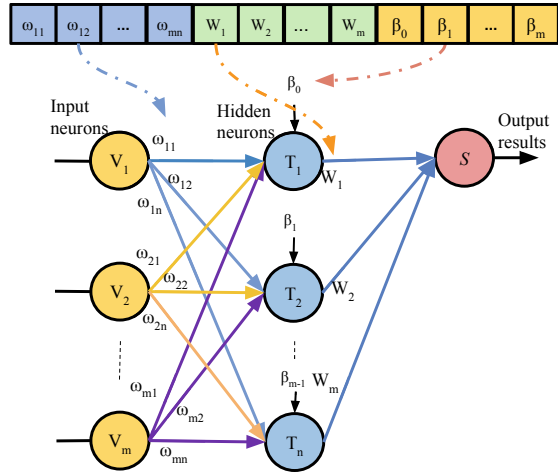 ω11 ω12 ... ωmn W1 W2 ... Wm β0 β1 ... βm
β0
Input neurons
Hidden neurons
Output results
V1
ω11
ω12
ω1n
T1
W1
S
β1
ω21
ω22
V2
ω2n
T2
W2
βm-1
Wm
ωm1
ωm2
Vm
ωmn
Tn